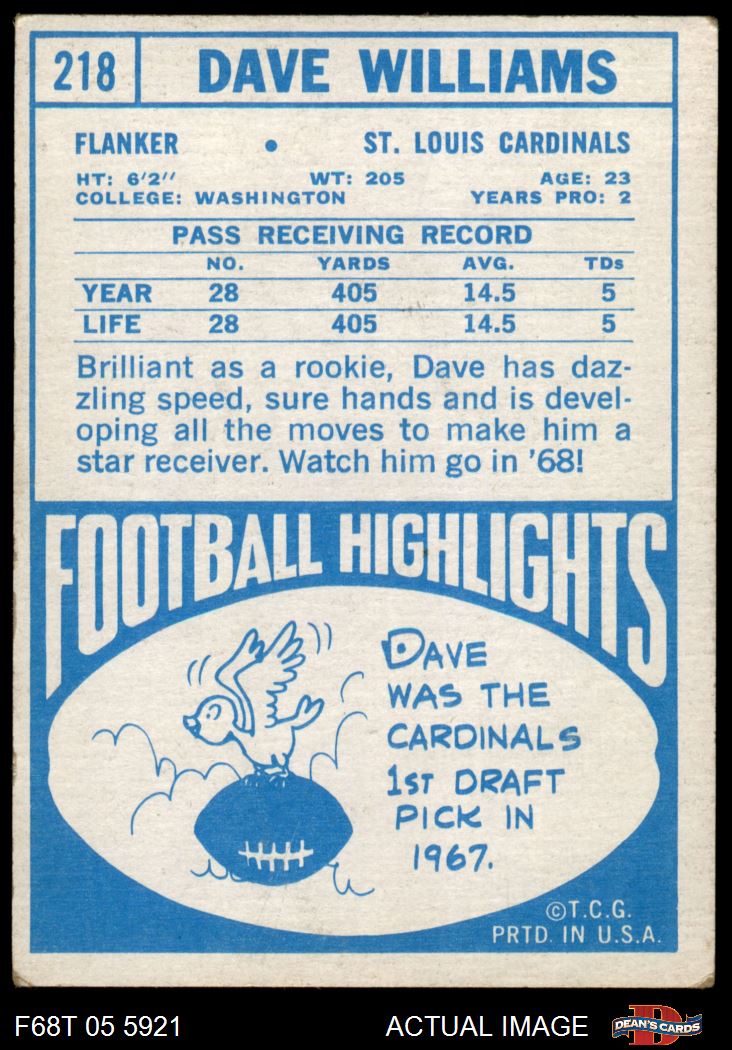 218 DAVE WILLIAMS
FLANKER • ST. LOUIS CARDINALS
HT: 6'2" WT: 205 AGE: 23
COLLEGE: WASHINGTON YEARS PRO: 2
PASS RECEIVING RECORD
NO. YARDS AVG. TDs
YEAR 28 405 14.5 5
LIFE 28 405 14.5 5
Brilliant as a rookie, Dave has daz-
zling speed, sure hands and is devel-
oping all the moves to make him a
star receiver. Watch him go in '68!
FOOTBALL HIGHLIGHTS
DAVE
WAS THE
CARDINALS
1ST DRAFT
PICK IN
1967.
©T.C.G.
PRTD. IN U.S.A.
F68T 05 5921 ACTUAL IMAGE DEAN'S CARDS